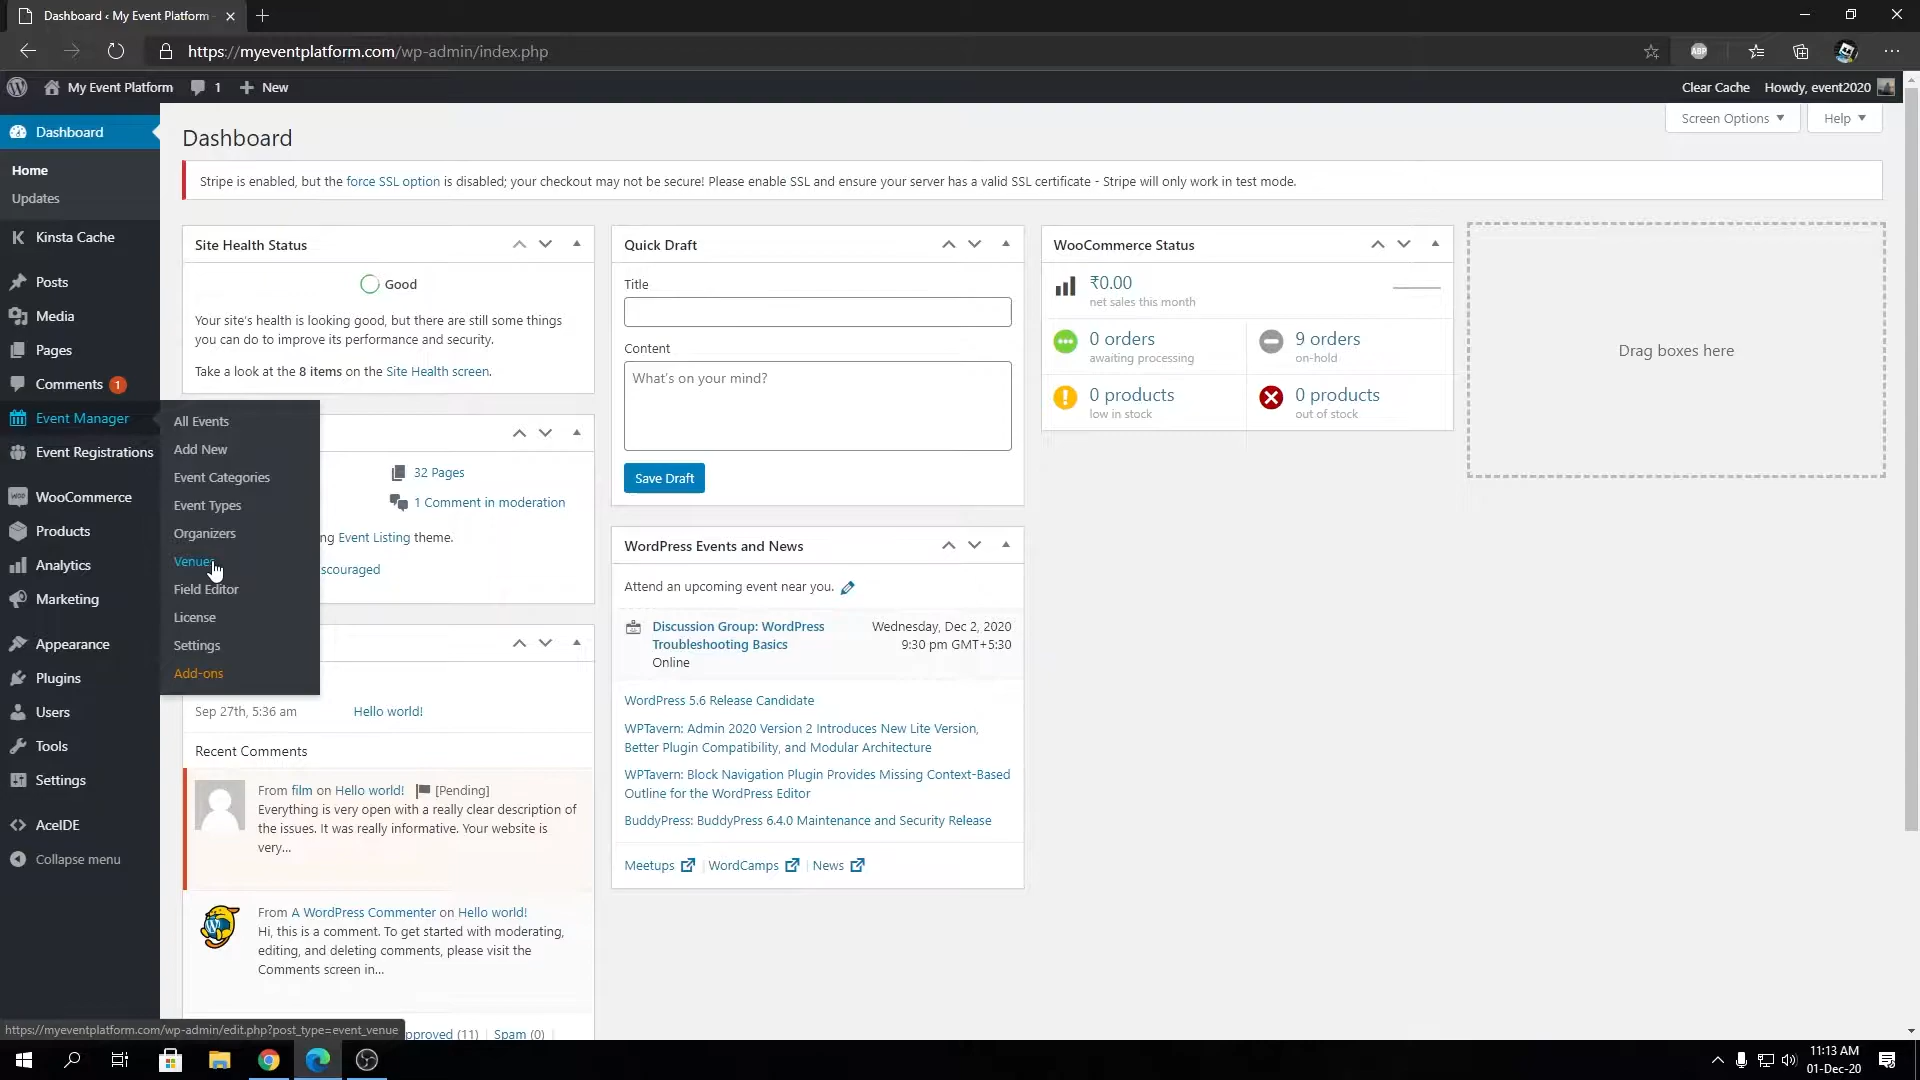 Dashboard ‹ My Event Platform
https://myeventplatform.com/wp-admin/index.php
ABP
My Event Platform
1
New
Clear Cache
Howdy, event2020
Dashboard
Home
Updates
Kinsta Cache
Posts
Media
Pages
Comments 1
Event Manager
Event Registrations
WooCommerce
Products
Analytics
Marketing
Appearance
Plugins
Users
Tools
Settings
AceIDE
Collapse menu
All Events
Add New
Event Categories
Event Types
Organizers
Venues
Field Editor
License
Settings
Add-ons
Dashboard
Screen Options
Help
Stripe is enabled, but the force SSL option is disabled; your checkout may not be secure! Please enable SSL and ensure your server has a valid SSL certificate - Stripe will only work in test mode.
Site Health Status
Good
Your site's health is looking good, but there are still some things
you can do to improve its performance and security.
Take a look at the 8 items on the Site Health screen.
32 Pages
1 Comment in moderation
ng Event Listing theme.
scouraged
Sep 27th, 5:36 am
Hello world!
Recent Comments
From film on Hello world! [Pending]
Everything is very open with a really clear description of
the issues. It was really informative. Your website is
very...
From A WordPress Commenter on Hello world!
Hi, this is a comment. To get started with moderating,
editing, and deleting comments, please visit the
Comments screen in...
pproved (11) | Spam (0) |
Quick Draft
Title
Content
What's on your mind?
Save Draft
WordPress Events and News
Attend an upcoming event near you.
Discussion Group: WordPress
Troubleshooting Basics
Online
Wednesday, Dec 2, 2020
9:30 pm GMT+5:30
WordPress 5.6 Release Candidate
WPTavern: Admin 2020 Version 2 Introduces New Lite Version,
Better Plugin Compatibility, and Modular Architecture
WPTavern: Block Navigation Plugin Provides Missing Context-Based
Outline for the WordPress Editor
BuddyPress: BuddyPress 6.4.0 Maintenance and Security Release
Meetups | WordCamps | News
WooCommerce Status
₹0.00
net sales this month
0 orders
awaiting processing
9 orders
on-hold
0 products
low in stock
0 products
out of stock
Drag boxes here
https://myeventplatform.com/wp-admin/edit.php?post_type=event_venue
11:13 AM
01-Dec-20